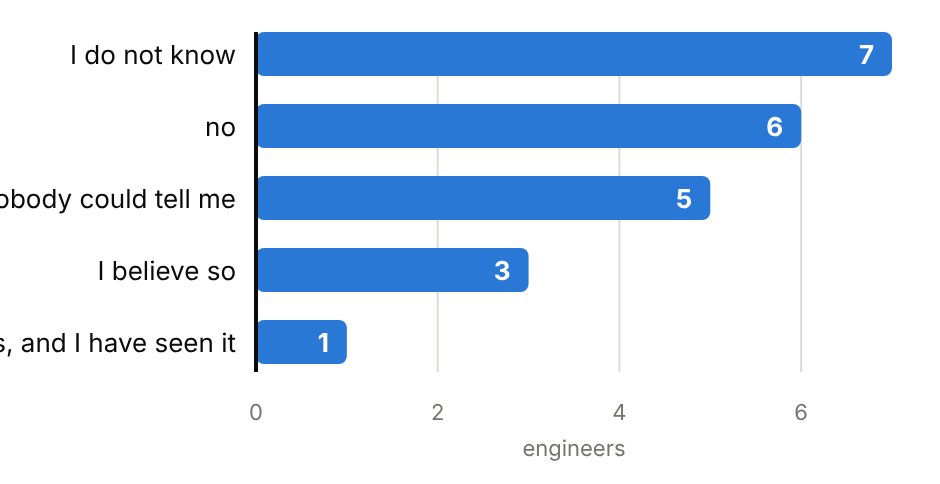 I do not know
7
no
6
could tell me
5
I believe so
3
and I have seen it
1
0 2 4 6
engineers